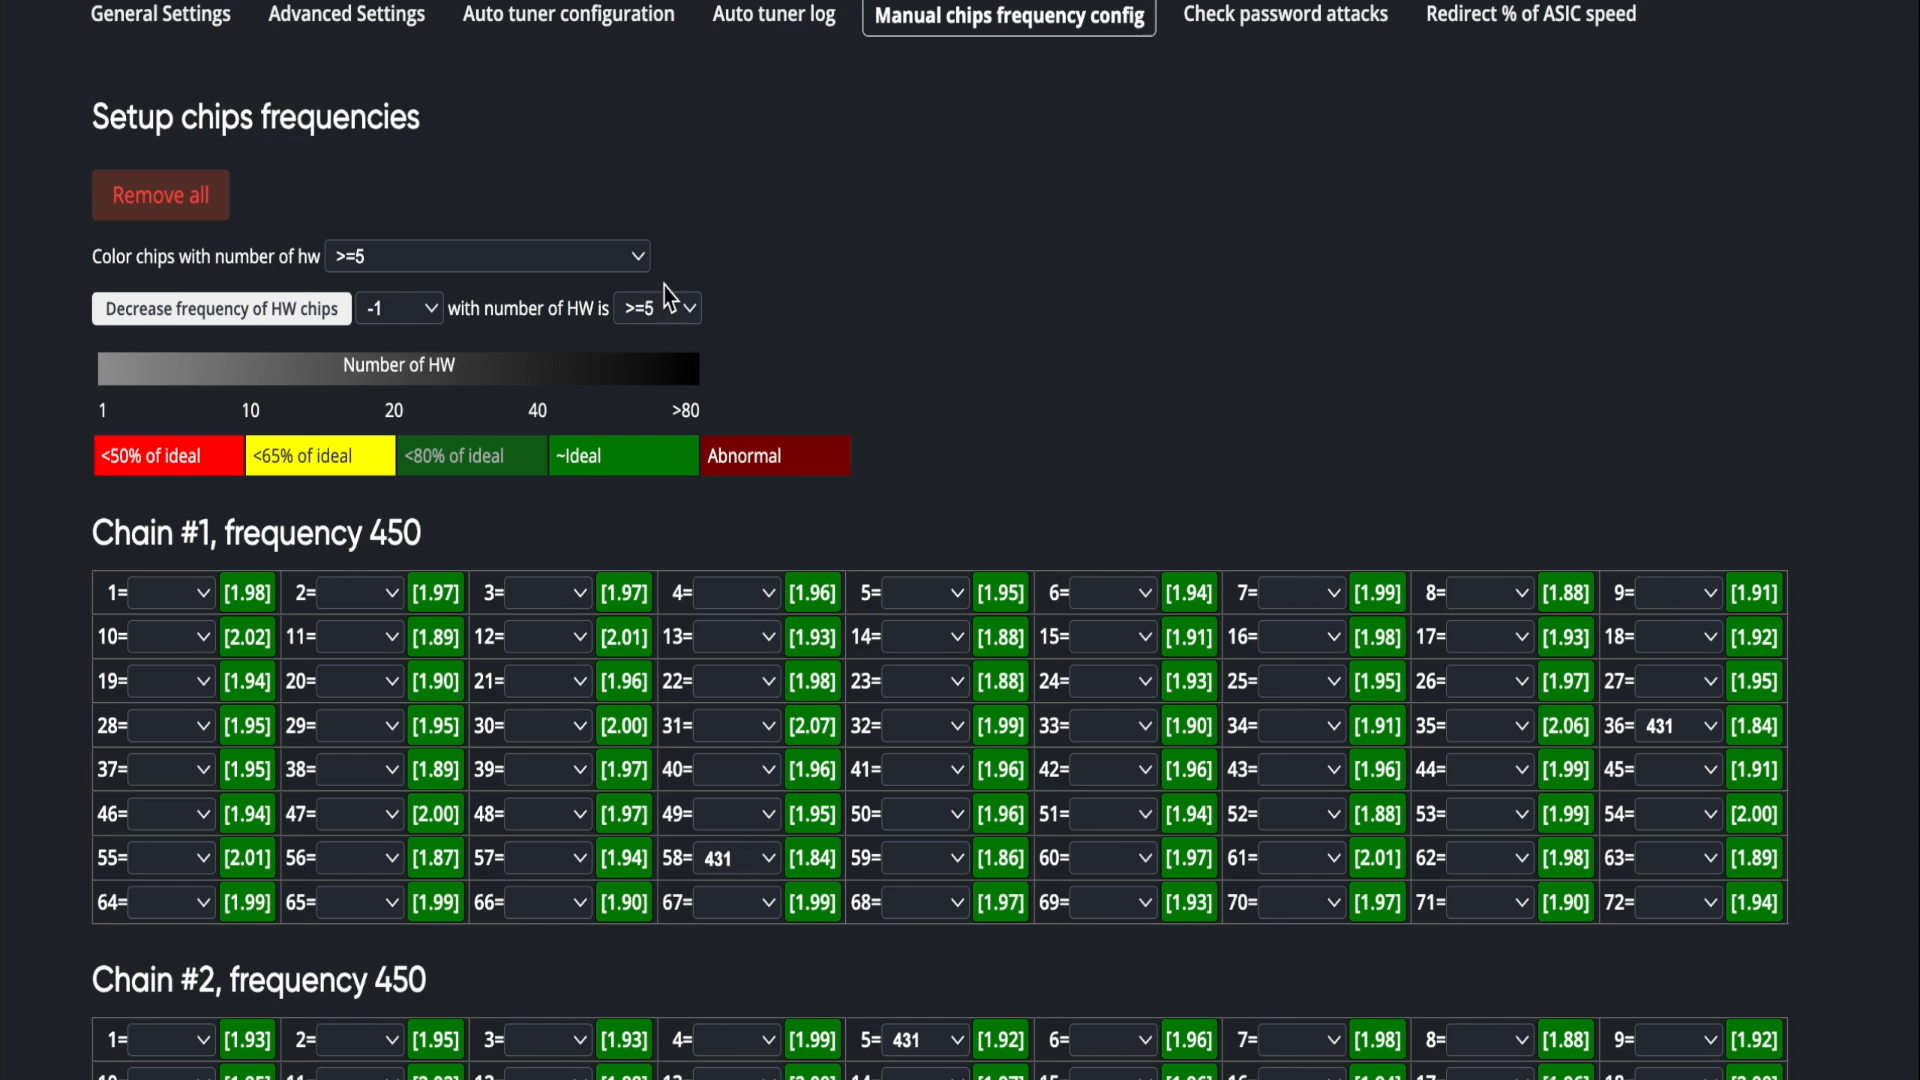 General Settings Advanced Settings Auto tuner configuration Auto tuner log Manual chips frequency config Check password attacks Redirect % of ASIC speed
Setup chips frequencies
Remove all
Color chips with number of hw >=5
Decrease frequency of HW chips -1 with number of HW is >=5
Number of HW
1 10 20 40 >80
<50% of ideal <65% of ideal <80% of ideal ~Ideal Abnormal
Chain #1, frequency 450
1= [1.98] 2= [1.97] 3= [1.97] 4= [1.96] 5= [1.95] 6= [1.94] 7= [1.99] 8= [1.88] 9= [1.91]
10= [2.02] 11= [1.89] 12= [2.01] 13= [1.93] 14= [1.88] 15= [1.91] 16= [1.98] 17= [1.93] 18= [1.92]
19= [1.94] 20= [1.90] 21= [1.96] 22= [1.98] 23= [1.88] 24= [1.93] 25= [1.95] 26= [1.97] 27= [1.95]
28= [1.95] 29= [1.95] 30= [2.00] 31= [2.07] 32= [1.99] 33= [1.90] 34= [1.91] 35= [2.06] 36= 431 [1.84]
37= [1.95] 38= [1.89] 39= [1.97] 40= [1.96] 41= [1.96] 42= [1.96] 43= [1.96] 44= [1.99] 45= [1.91]
46= [1.94] 47= [2.00] 48= [1.97] 49= [1.95] 50= [1.96] 51= [1.94] 52= [1.88] 53= [1.99] 54= [2.00]
55= [2.01] 56= [1.87] 57= [1.94] 58= 431 [1.84] 59= [1.86] 60= [1.97] 61= [2.01] 62= [1.98] 63= [1.89]
64= [1.99] 65= [1.99] 66= [1.90] 67= [1.99] 68= [1.97] 69= [1.93] 70= [1.97] 71= [1.90] 72= [1.94]
Chain #2, frequency 450
1= [1.93] 2= [1.95] 3= [1.93] 4= [1.99] 5= 431 [1.92] 6= [1.96] 7= [1.98] 8= [1.88] 9= [1.92]